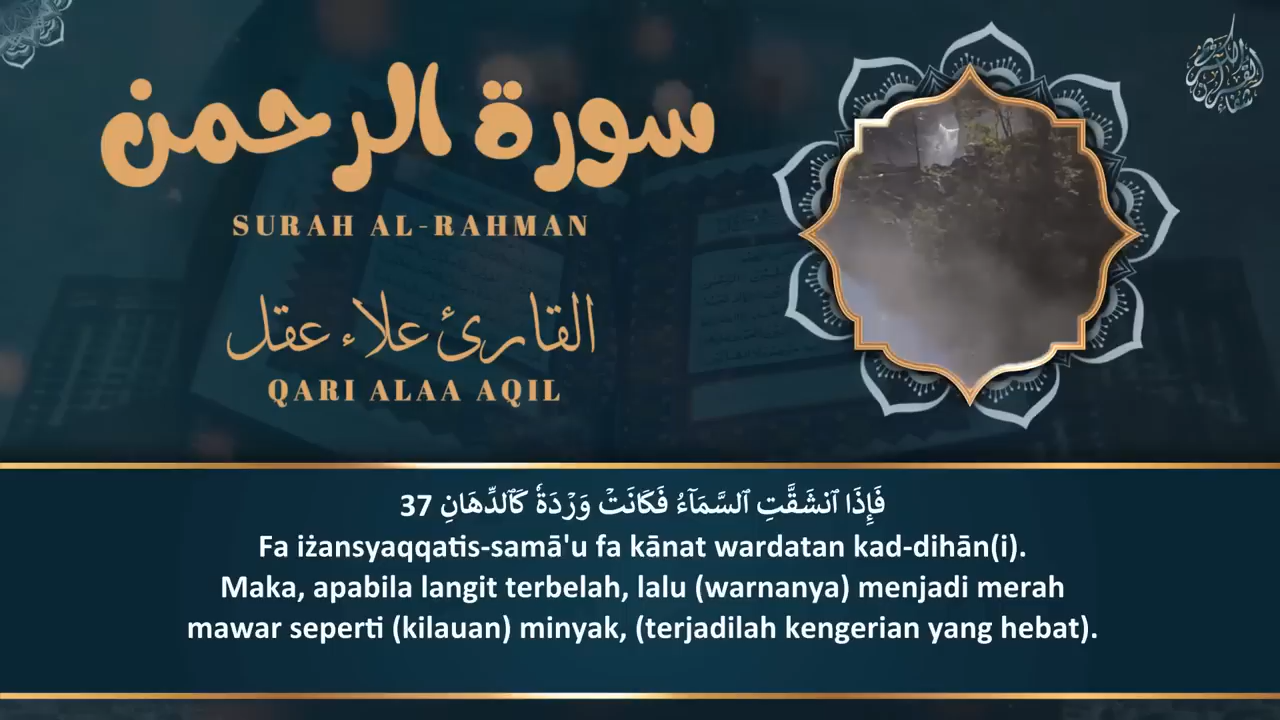 سورة الرحمن
SURAH AL-RAHMAN
القارئ علاء عقل
QARI ALAA AQIL
فَإِذَا ٱنشَقَّتِ ٱلسَّمَآءُ فَكَانَتْ وَرْدَةً كَٱلدِّهَانِ 37
Fa iżansyaqqatis-samā'u fa kānat wardatan kad-dihān(i).
Maka, apabila langit terbelah, lalu (warnanya) menjadi merah
mawar seperti (kilauan) minyak, (terjadilah kengerian yang hebat).